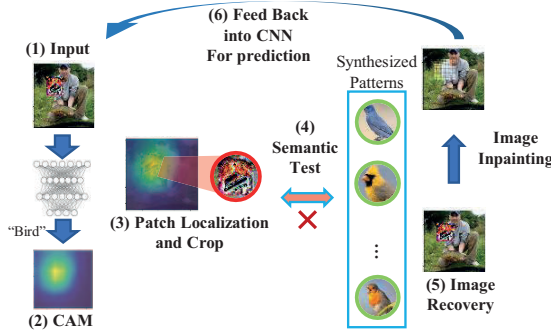 (6) Feed Back
into CNN
For prediction
(1) Input
Synthesized
Patterns
(4)
Semantic
Test
Image
Inpainting
(3) Patch Localization
and Crop
“Bird”
...
(2) CAM
(5) Image
Recovery